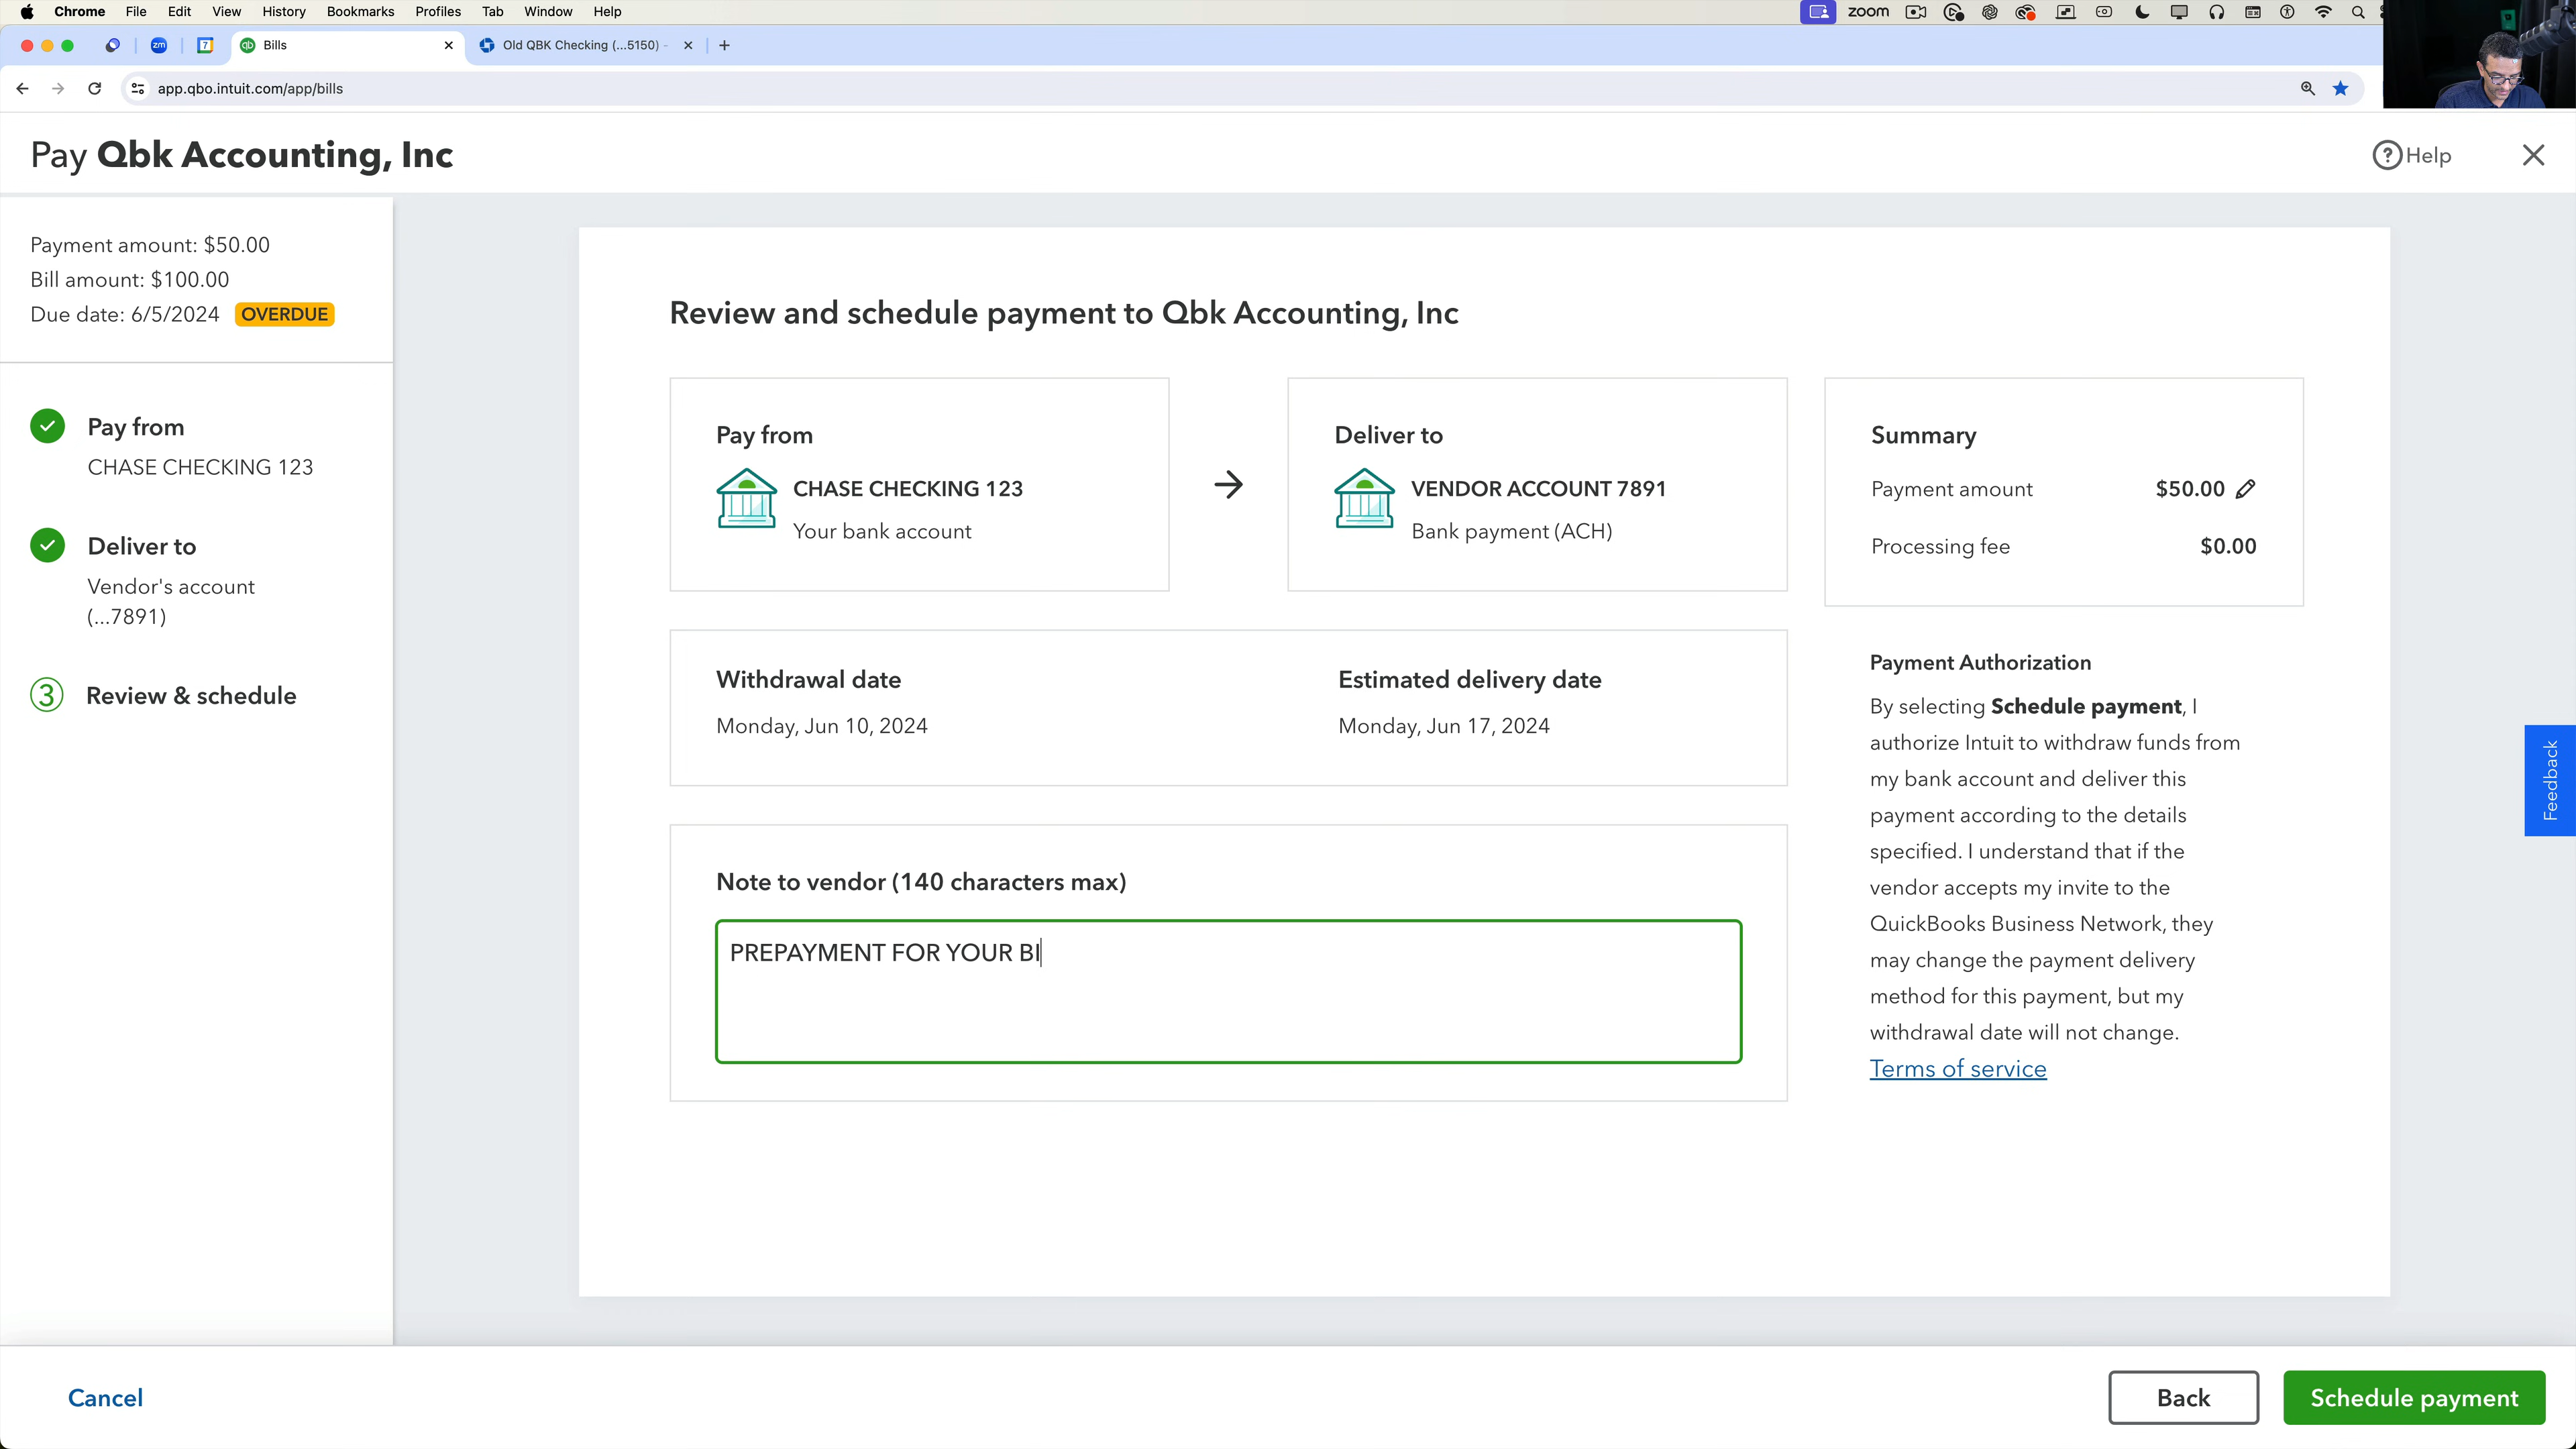 Chrome File Edit View History Bookmarks Profiles Tab Window Help
zoom
zm
7
qb Bills
Old QBK Checking (...5150) -
app.qbo.intuit.com/app/bills
Pay Qbk Accounting, Inc
Help
Payment amount: $50.00
Bill amount: $100.00
Due date: 6/5/2024 OVERDUE
Pay from
CHASE CHECKING 123
Deliver to
Vendor's account
(...7891)
3 Review & schedule
Review and schedule payment to Qbk Accounting, Inc
Pay from
CHASE CHECKING 123
Your bank account
Deliver to
VENDOR ACCOUNT 7891
Bank payment (ACH)
Summary
Payment amount $50.00
Processing fee $0.00
Withdrawal date
Monday, Jun 10, 2024
Estimated delivery date
Monday, Jun 17, 2024
Note to vendor (140 characters max)
PREPAYMENT FOR YOUR BI
Payment Authorization
By selecting Schedule payment, I
authorize Intuit to withdraw funds from
my bank account and deliver this
payment according to the details
specified. I understand that if the
vendor accepts my invite to the
QuickBooks Business Network, they
may change the payment delivery
method for this payment, but my
withdrawal date will not change.
Terms of service
Feedback
Cancel
Back
Schedule payment